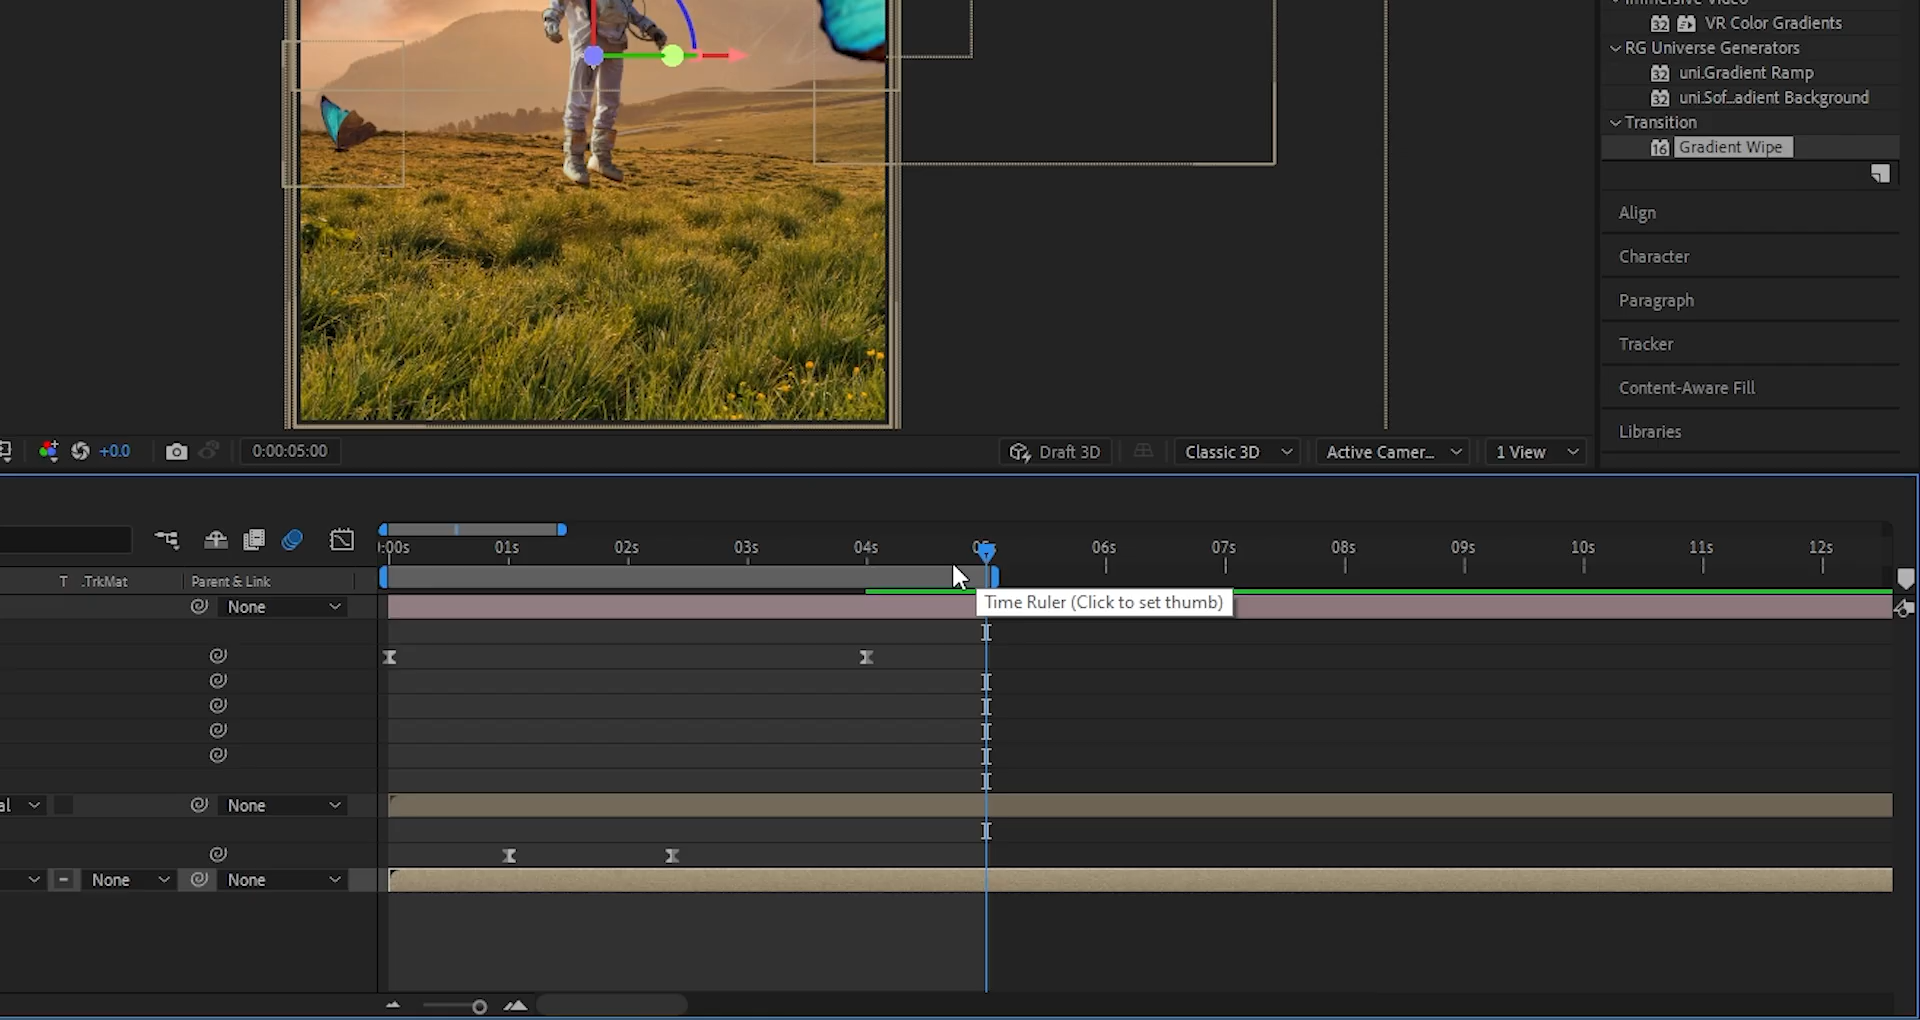 VR Color Gradients
RG Universe Generators
uni.Gradient Ramp
uni.Sof...adient Background
Transition
Gradient Wipe
Align
Character
Paragraph
Tracker
Content-Aware Fill
Libraries
+0.0
0:00:05:00
Draft 3D
Classic 3D
Active Camer...
1 View
:00s 01s 02s 03s 04s 05s 06s 07s 08s 09s 10s 11s 12s
T .TrkMat Parent & Link
None
Time Ruler (Click to set thumb)
al None
None None